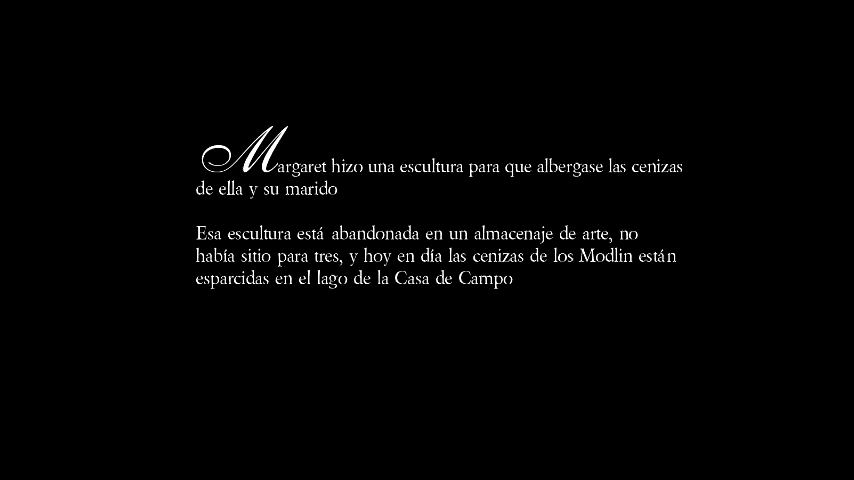 Margaret hizo una escultura para que albergase las cenizas
de ella y su marido
Esa escultura está abandonada en un almacenaje de arte, no
había sitio para tres, y hoy en día las cenizas de los Modlin están
esparcidas en el lago de la Casa de Campo